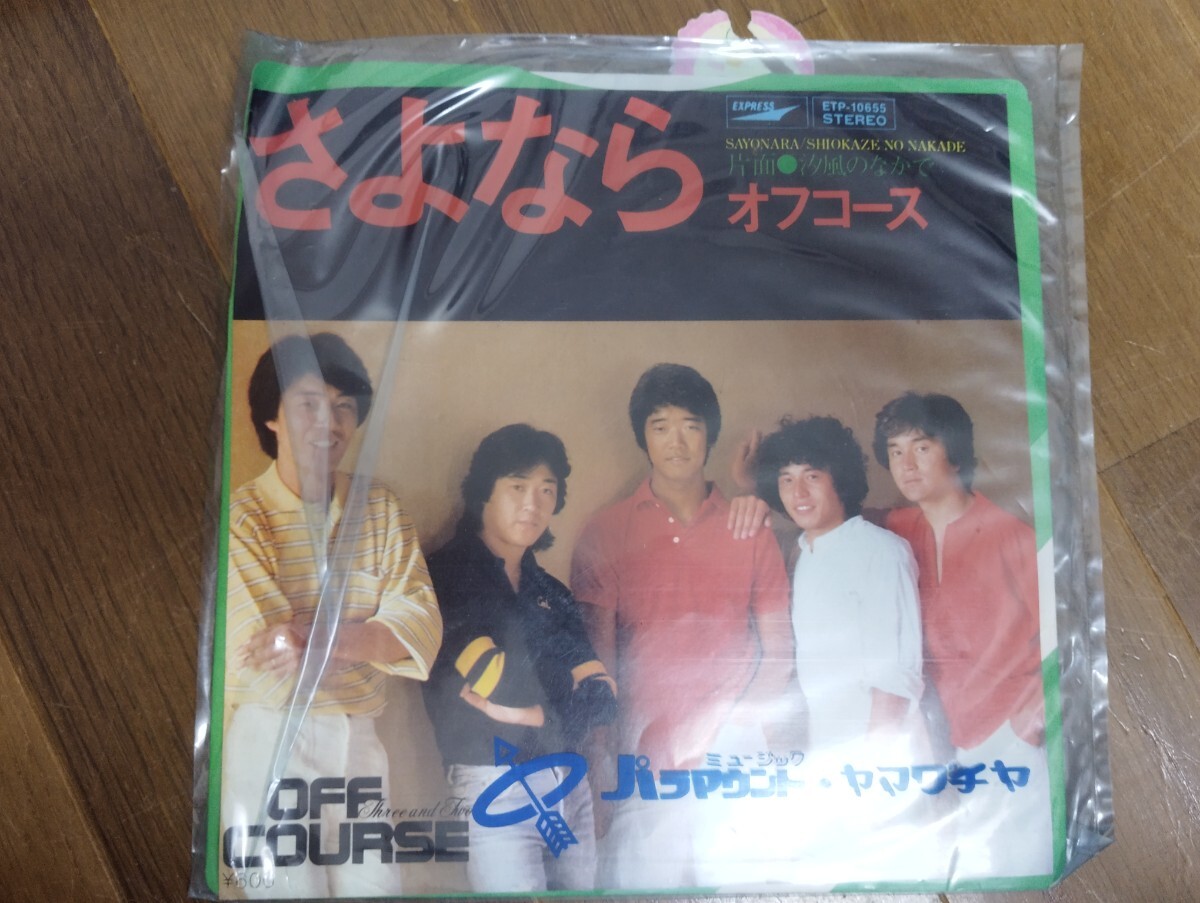 さよなら
EXPRESS
ETP-10655
STEREO
SAYONARA/SHIOKAZE NO NAKADE
片面●汐風のなかで
オフコース
ミュージック
パラマウント・ヤマワチヤ
OFF
Three and Two
COURSE
¥600